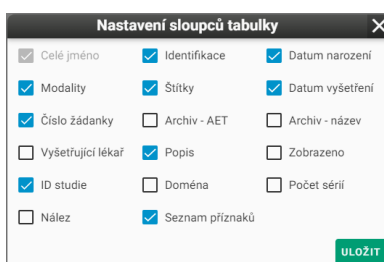 Nastavení sloupců tabulky
Celé jméno Identifikace Datum narození
Modality Štítky Datum vyšetření
Číslo žádanky Archiv - AET Archiv - název
Vyšetřující lékař Popis Zobrazeno
ID studie Doména Počet sérií
Nález Seznam příznaků
ULOŽIT